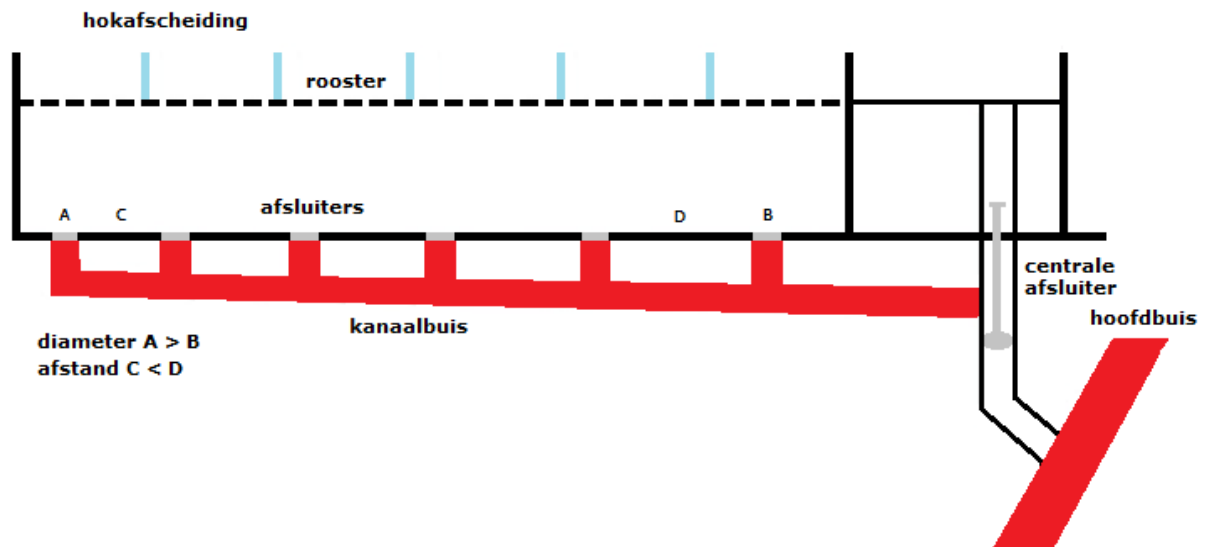 hokafscheiding
rooster
A
C
afsluiters
D
B
centrale
afsluiter
hoofdbuis
kanaalbuis
diameter A > B
afstand C < D